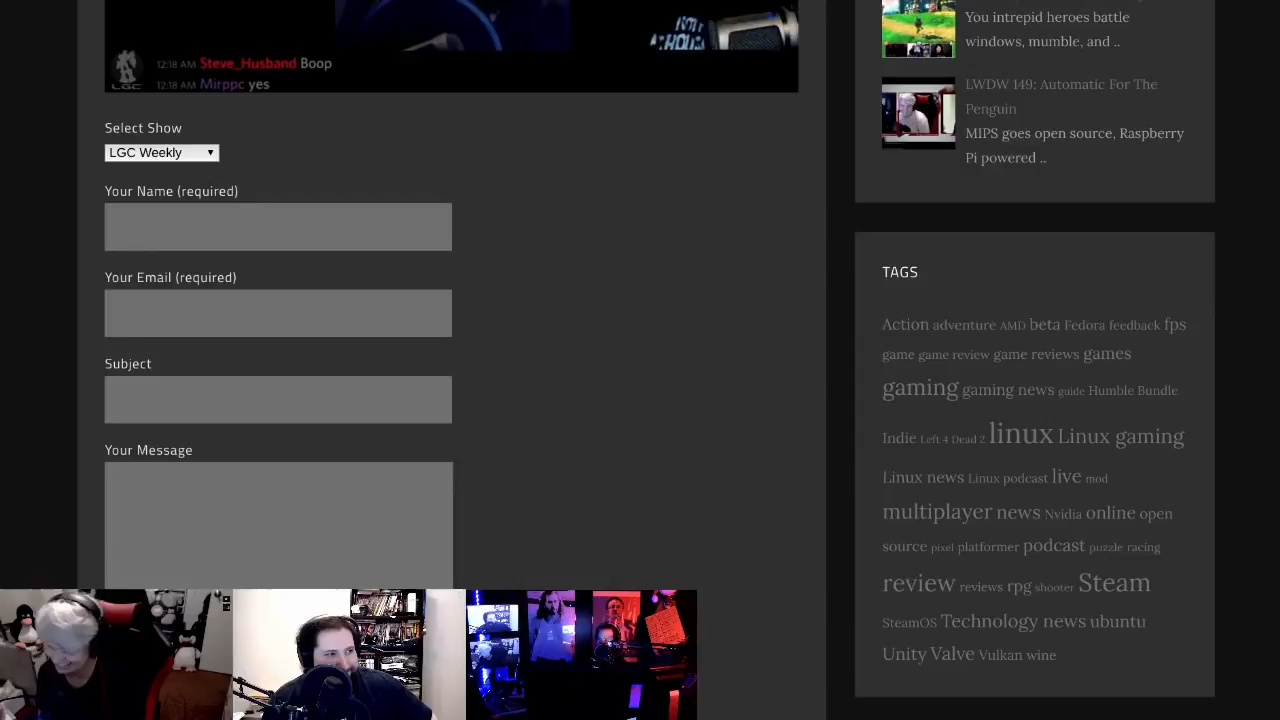 12:18 AM Steve_Husband Boop
LGC
12:18 AM Mirppc yes
Select Show
LGC Weekly
Your Name (required)
Your Email (required)
Subject
Your Message
You intrepid heroes battle
windows, mumble, and ..
LWDW 149: Automatic For The
Penguin
MIPS goes open source, Raspberry
Pi powered ..
TAGS
Action adventure AMD beta Fedora feedback fps
game game review game reviews games
gaming gaming news guide Humble Bundle
Indie Left 4 Dead 2 linux Linux gaming
Linux news Linux podcast live mod
multiplayer news Nvidia online open
source pixel platformer podcast puzzle racing
review reviews rpg shooter Steam
SteamOS Technology news ubuntu
Unity Valve Vulkan wine